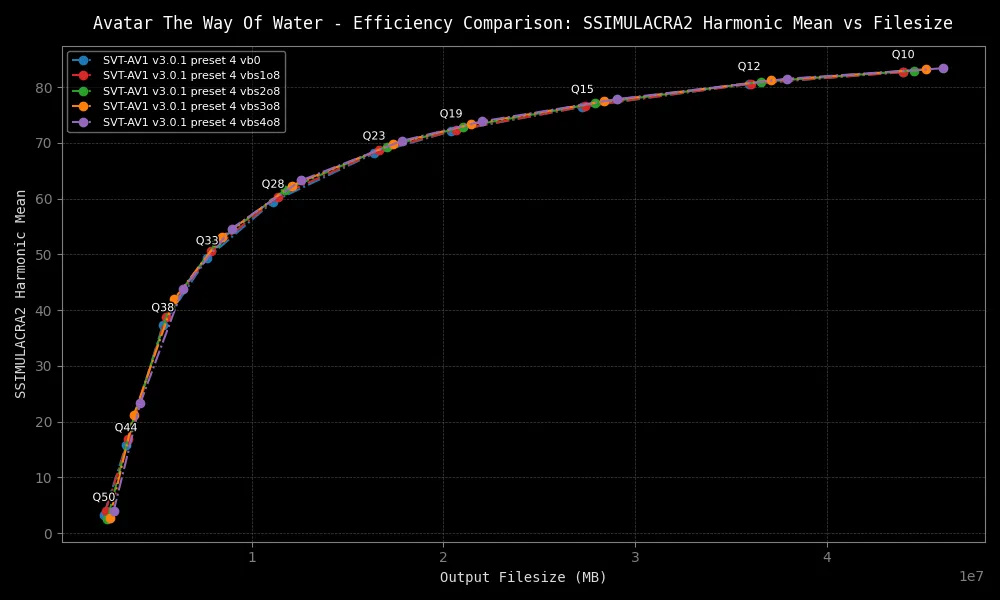 Avatar The Way Of Water - Efficiency Comparison: SSIMULACRA2 Harmonic Mean vs Filesize
SVT-AV1 v3.0.1 preset 4 vb0
SVT-AV1 v3.0.1 preset 4 vbs1o8
SVT-AV1 v3.0.1 preset 4 vbs2o8
SVT-AV1 v3.0.1 preset 4 vbs3o8
SVT-AV1 v3.0.1 preset 4 vbs4o8
Q10
Q12
Q15
Q19
Q23
Q28
Q33
Q38
Q44
Q50
SSIMULACRA2 Harmonic Mean
80
70
60
50
40
30
20
10
0
1
2
3
4
1e7
Output Filesize (MB)